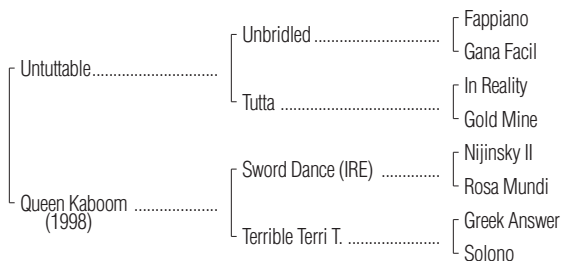 Fappiano
Unbridled ........................................
Gana Facil
Untuttable........................................
In Reality
Tutta ..................................................
Gold Mine
Nijinsky II
Sword Dance (IRE) ..................
Rosa Mundi
Queen Kaboom ..........................
(1998)
Greek Answer
Terrible Terri T. .............................
Solono